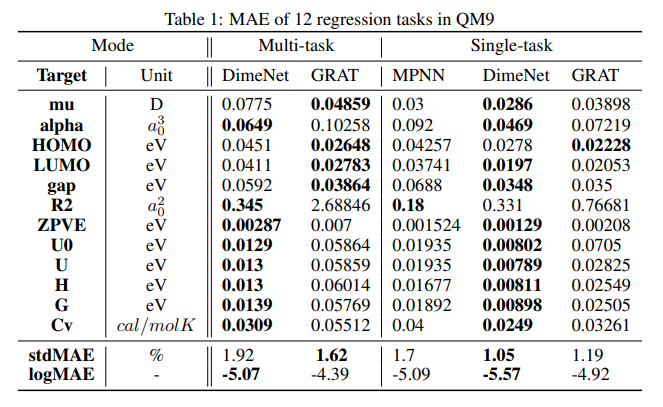 Table 1: MAE of 12 regression tasks in QM9
Mode Multi-task Single-task
Target Unit DimeNet GRAT MPNN DimeNet GRAT
mu D 0.0775 0.04859 0.03 0.0286 0.03898
alpha a₀³ 0.0649 0.10258 0.092 0.0469 0.07219
HOMO eV 0.0451 0.02648 0.04257 0.0278 0.02228
LUMO eV 0.0411 0.02783 0.03741 0.0197 0.02053
gap eV 0.0592 0.03864 0.0688 0.0348 0.035
R2 a₀² 0.345 2.68846 0.18 0.331 0.76681
ZPVE eV 0.00287 0.007 0.001524 0.00129 0.00208
U0 eV 0.0129 0.05864 0.01935 0.00802 0.0705
U eV 0.013 0.05859 0.01935 0.00789 0.02825
H eV 0.013 0.06014 0.01677 0.00811 0.02549
G eV 0.0139 0.05769 0.01892 0.00898 0.02505
Cv cal/molK 0.0309 0.05512 0.04 0.0249 0.03261
stdMAE % 1.92 1.62 1.7 1.05 1.19
logMAE - -5.07 -4.39 -5.09 -5.57 -4.92